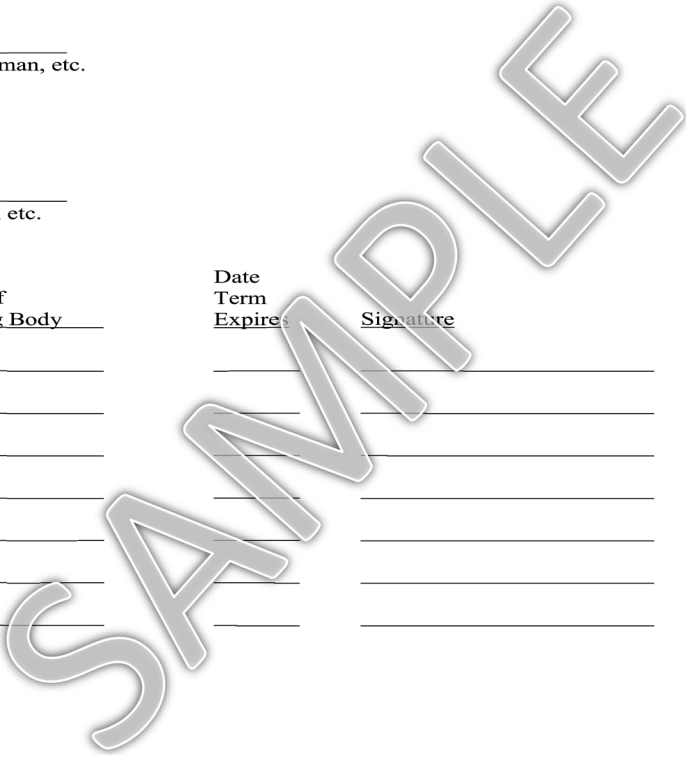 man, etc.
etc.
Date
Term
g Body Expires Signature
SAMPLE